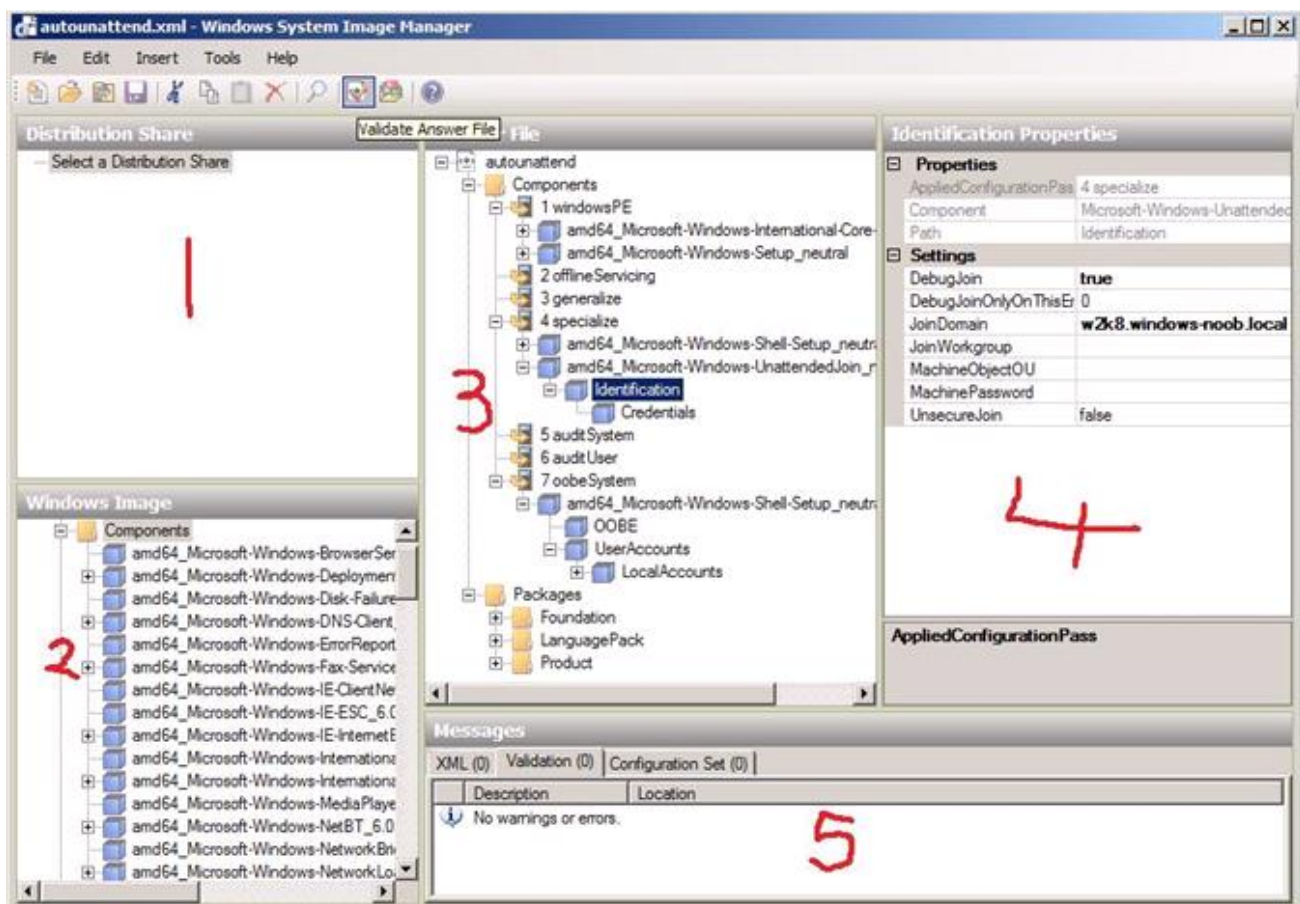 autounattend.xml - Windows System Image Manager
File Edit Insert Tools Help
Validate Answer File
Distribution Share
Select a Distribution Share
1
Windows Image
Components
amd64_Microsoft-Windows-BrowserSer
amd64_Microsoft-Windows-Deploymen
amd64_Microsoft-Windows-Disk-Failure
amd64_Microsoft-Windows-DNS-Client
amd64_Microsoft-Windows-ErrorReport
amd64_Microsoft-Windows-Fax-Service
amd64_Microsoft-Windows-IE-ClientNe
amd64_Microsoft-Windows-IE-ESC_6.0
amd64_Microsoft-Windows-IE-InternetE
amd64_Microsoft-Windows-Internationa
amd64_Microsoft-Windows-Internationa
amd64_Microsoft-Windows-MediaPlaye
amd64_Microsoft-Windows-NetBT_6.0
amd64_Microsoft-Windows-NetworkBri
amd64_Microsoft-Windows-NetworkLo
2
File
autounattend
Components
1 windowsPE
amd64_Microsoft-Windows-International-Core-
amd64_Microsoft-Windows-Setup_neutral
2 offlineServicing
3 generalize
4 specialize
amd64_Microsoft-Windows-Shell-Setup_neutra
amd64_Microsoft-Windows-UnattendedJoin_n
Identification
Credentials
5 auditSystem
6 auditUser
7 oobeSystem
amd64_Microsoft-Windows-Shell-Setup_neutra
OOBE
UserAccounts
LocalAccounts
Packages
Foundation
LanguagePack
Product
3
Identification Properties
Properties
AppliedConfigurationPas 4 specialize
Component Microsoft-Windows-Unattended
Path Identification
Settings
DebugJoin true
DebugJoinOnlyOnThisEr 0
JoinDomain w2k8.windows-noob.local
JoinWorkgroup
MachineObjectOU
MachinePassword
UnsecureJoin false
4
AppliedConfigurationPass
Messages
XML (0) Validation (0) Configuration Set (0)
Description Location
No warnings or errors.
5